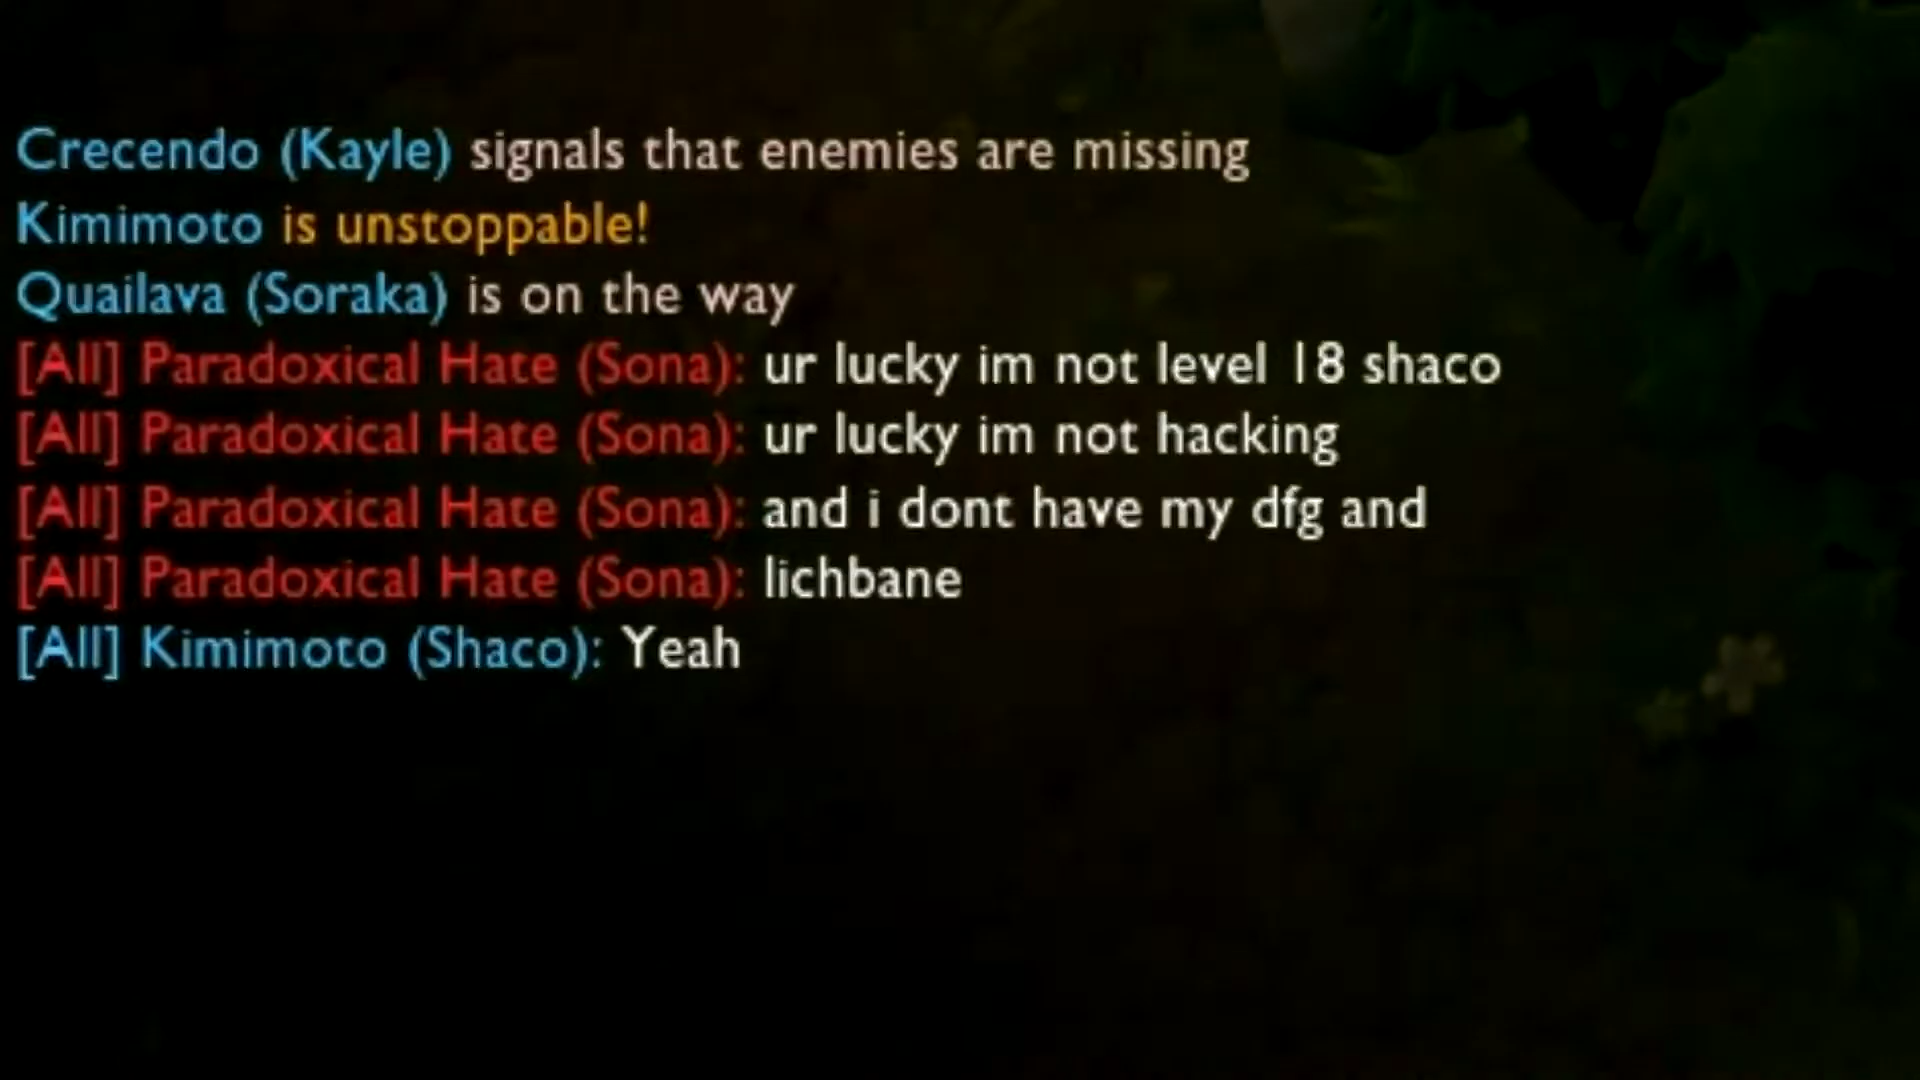 Crecendo (Kayle) signals that enemies are missing
Kimimoto is unstoppable!
Quailava (Soraka) is on the way
[All] Paradoxical Hate (Sona): ur lucky im not level 18 shaco
[All] Paradoxical Hate (Sona): ur lucky im not hacking
[All] Paradoxical Hate (Sona): and i dont have my dfg and
[All] Paradoxical Hate (Sona): lichbane
[All] Kimimoto (Shaco): Yeah